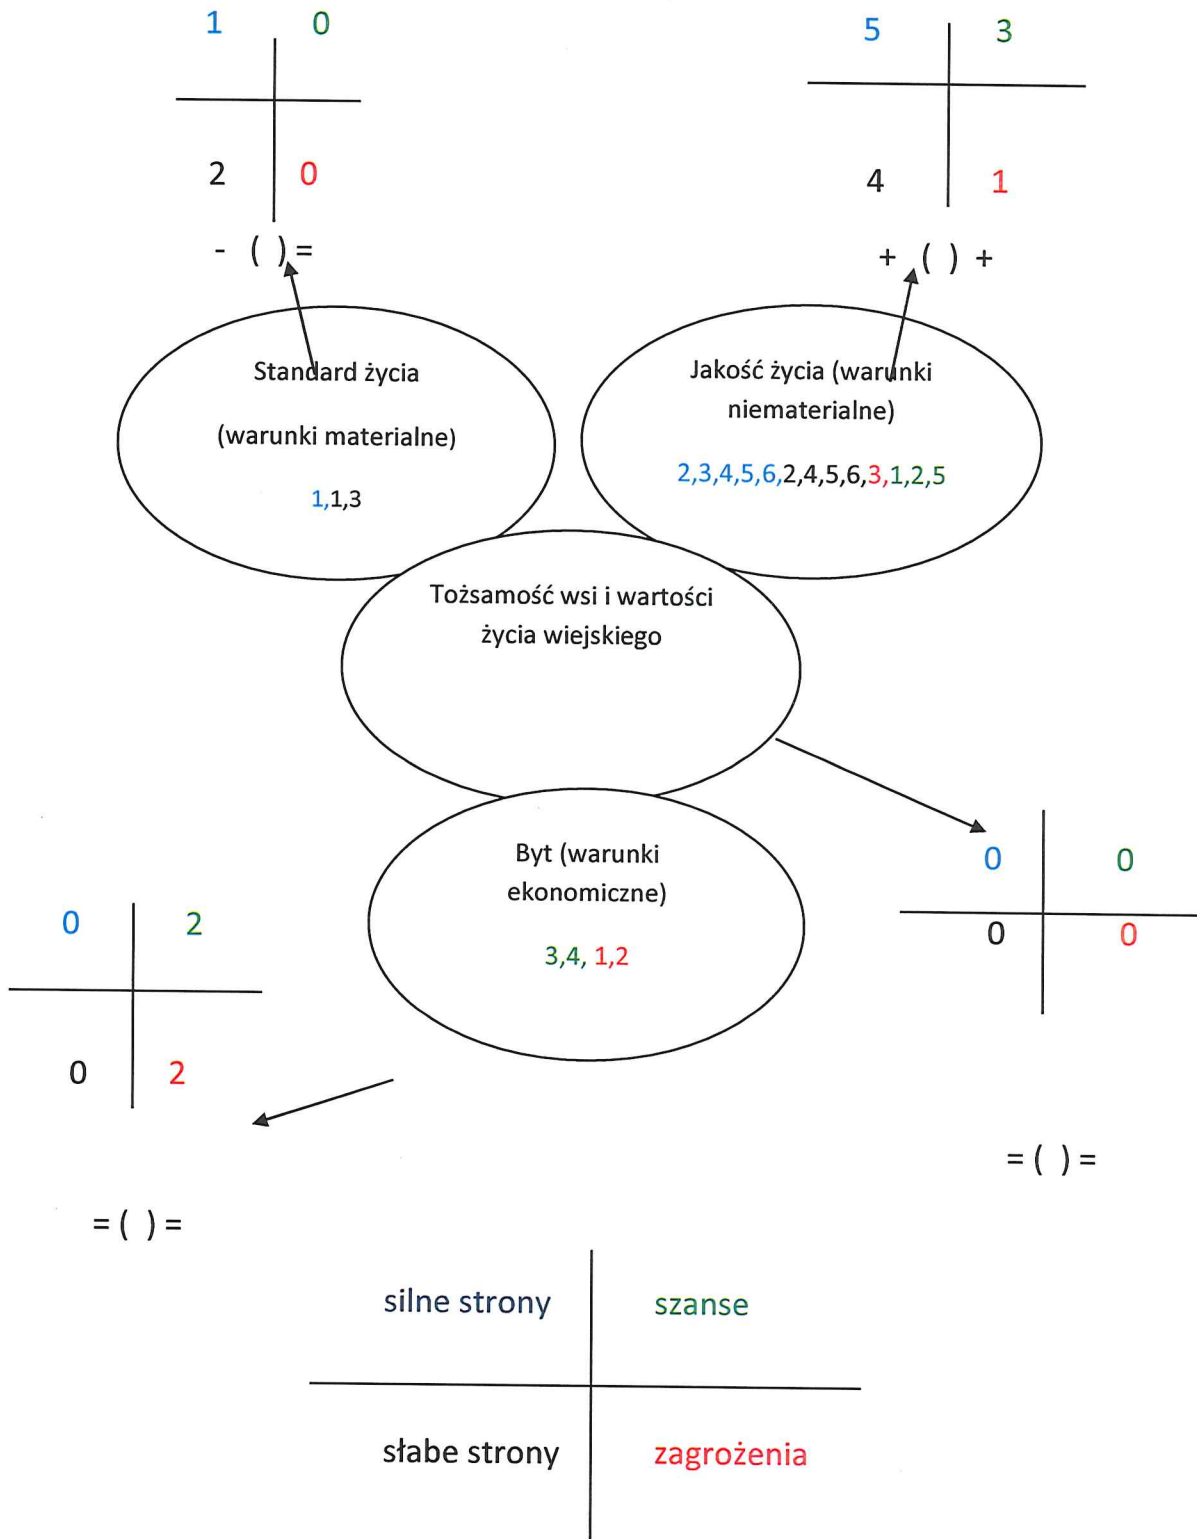 1 0
2 0
- ( ) =
5 3
4 1
+ ( ) +
Standard życia
(warunki materialne)
1,1,3
Jakość życia (warunki
niematerialne)
2,3,4,5,6,2,4,5,6,3,1,2,5
Tożsamość wsi i wartości
życia wiejskiego
Byt (warunki
ekonomiczne)
3,4, 1,2
0 0
0 0
= ( ) =
0 2
0 2
= ( ) =
silne strony szanse
słabe strony zagrożenia